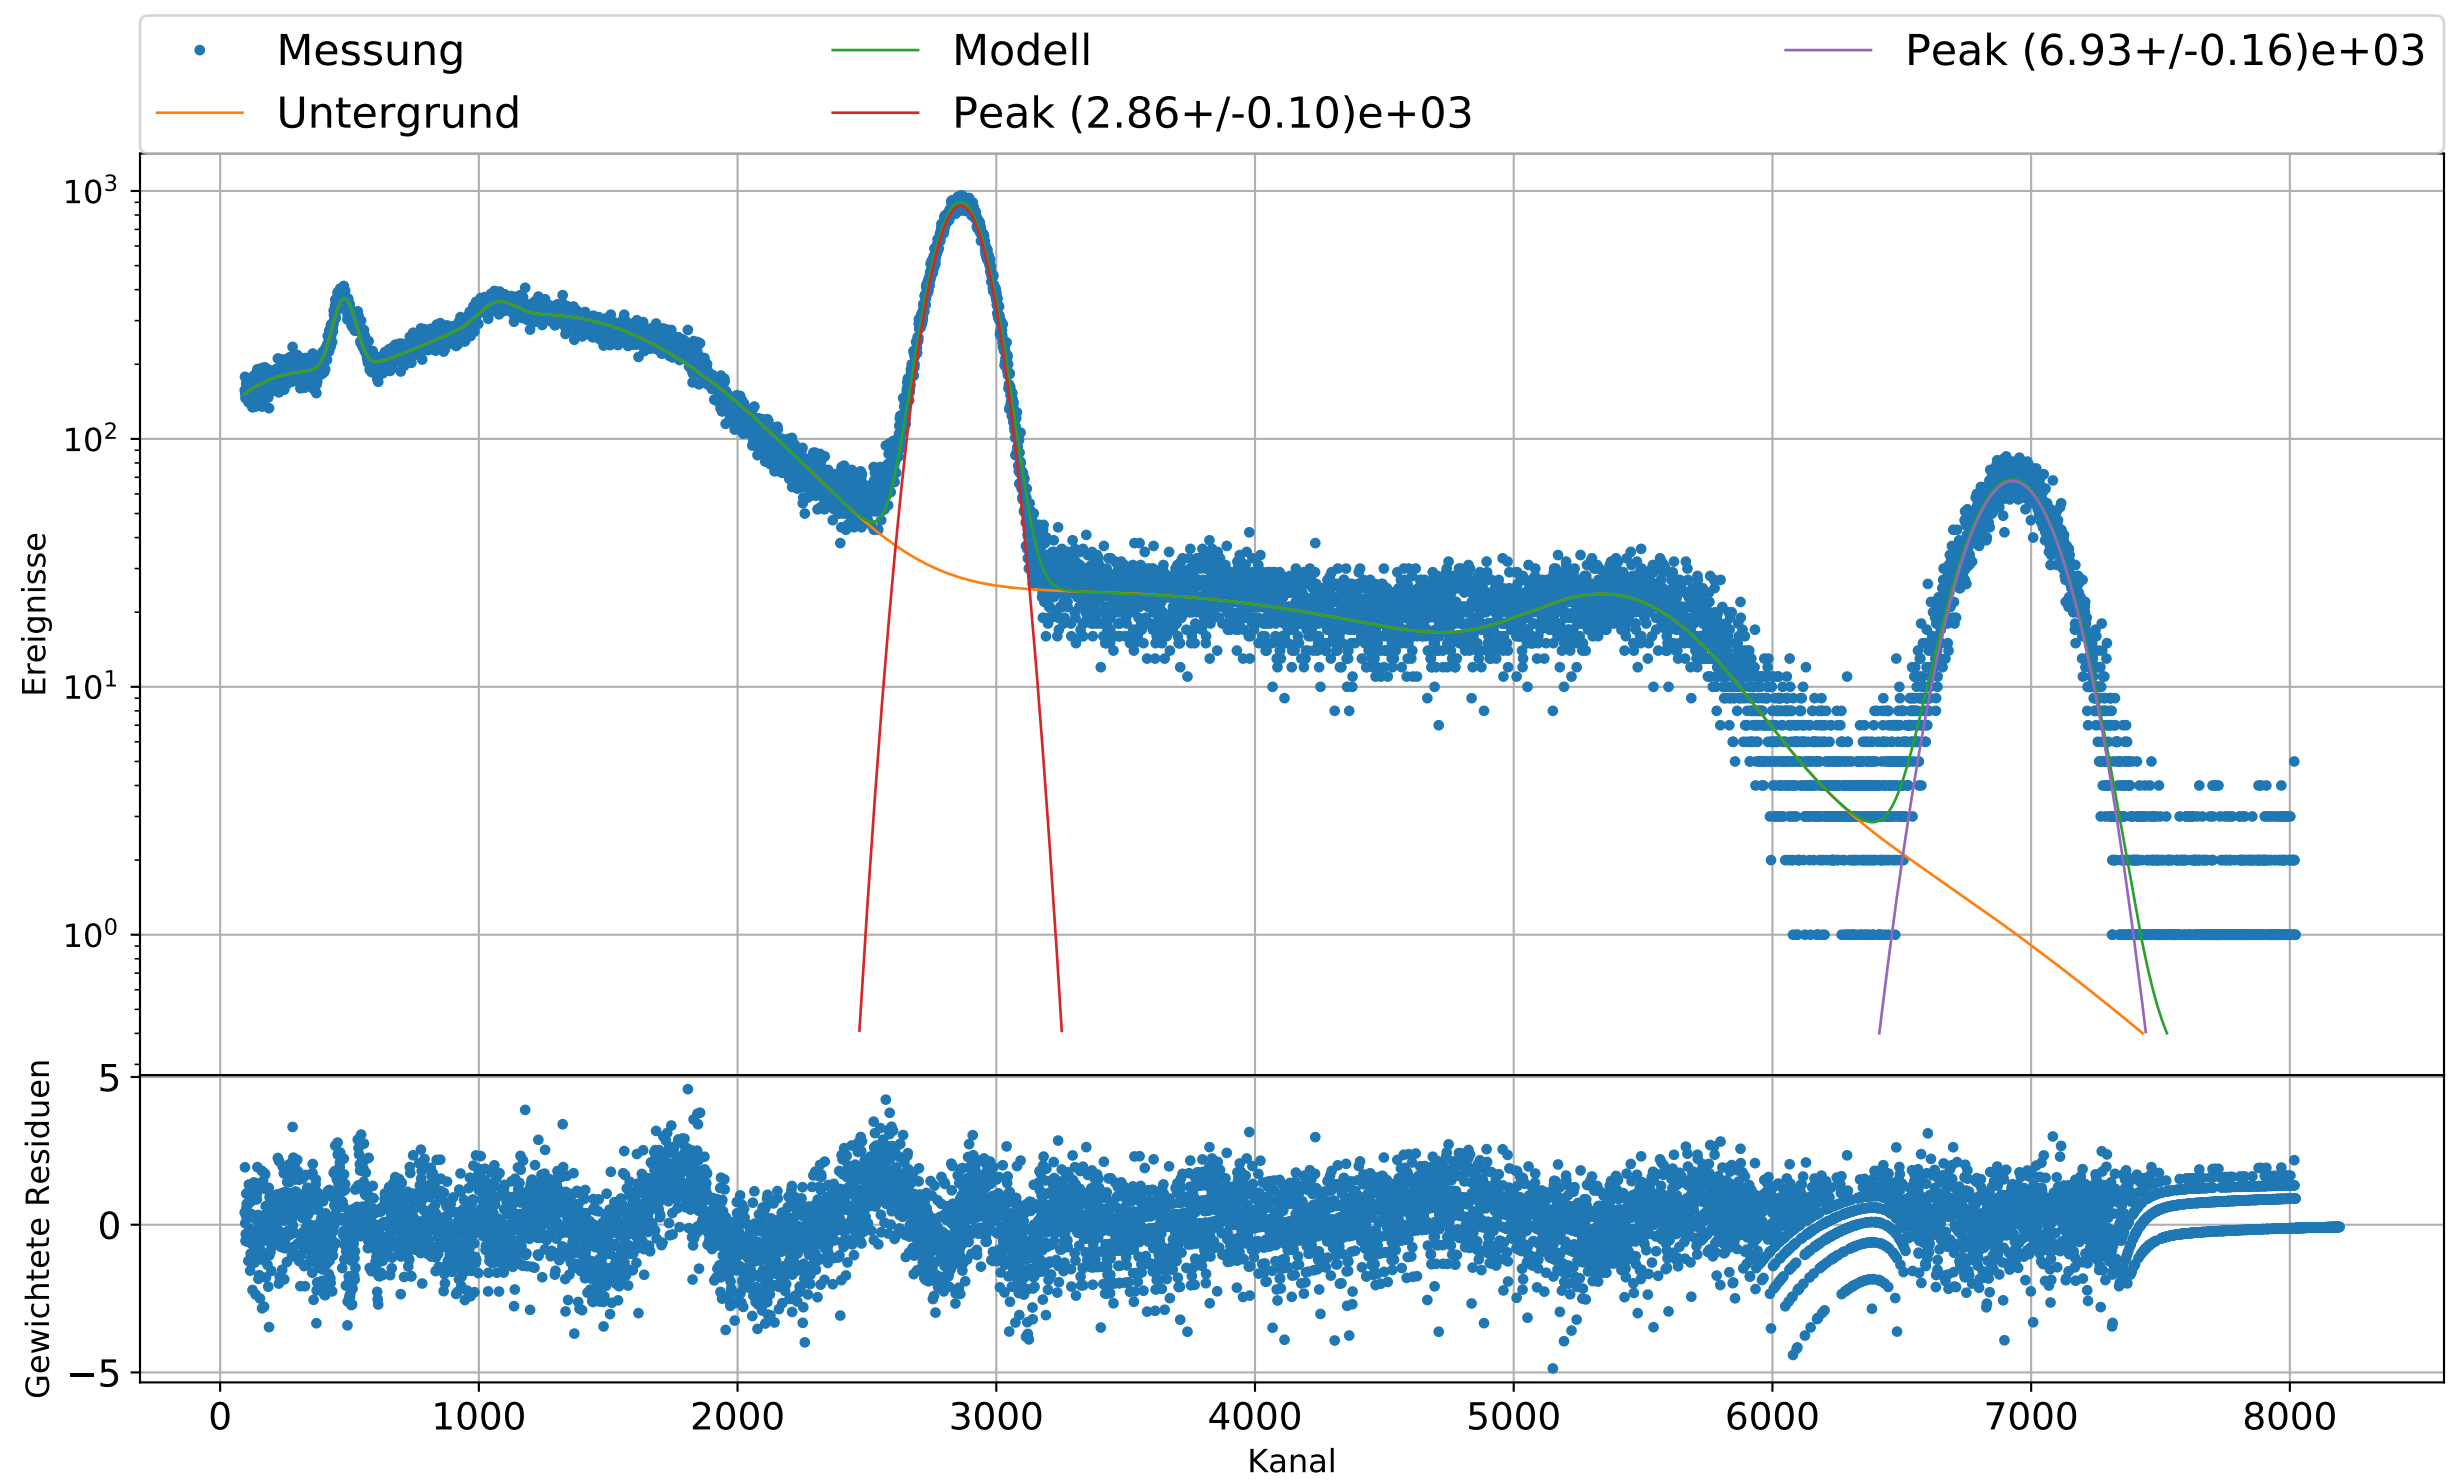 Messung
Untergrund
Modell
Peak (2.86+/-0.10)e+03
Peak (6.93+/-0.16)e+03
10³
10²
10¹
10⁰
Ereignisse
5
0
−5
Gewichtete Residuen
0 1000 2000 3000 4000 5000 6000 7000 8000
Kanal